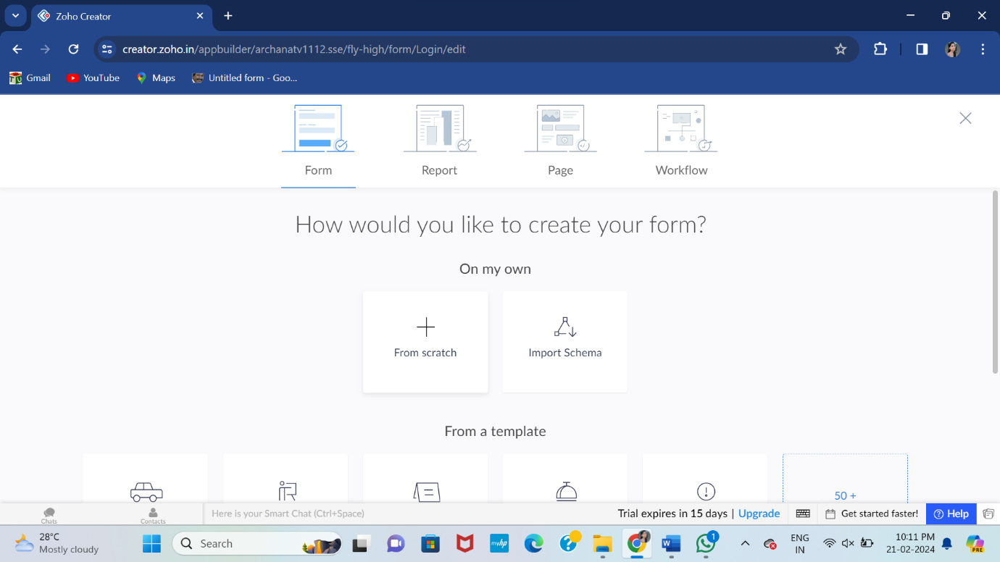 Zoho Creator
creator.zoho.in/appbuilder/archanatv1112.sse/fly-high/form/Login/edit
Gmail YouTube Maps Untitled form - Goo...
Form Report Page Workflow
How would you like to create your form?
On my own
From scratch Import Schema
From a template
50 +
Chats Contacts Here is your Smart Chat (Ctrl+Space) Trial expires in 15 days | Upgrade Get started faster! Help
28°C
Mostly cloudy
Search
myhp
1
ENG
IN
10:11 PM
21-02-2024
PRE